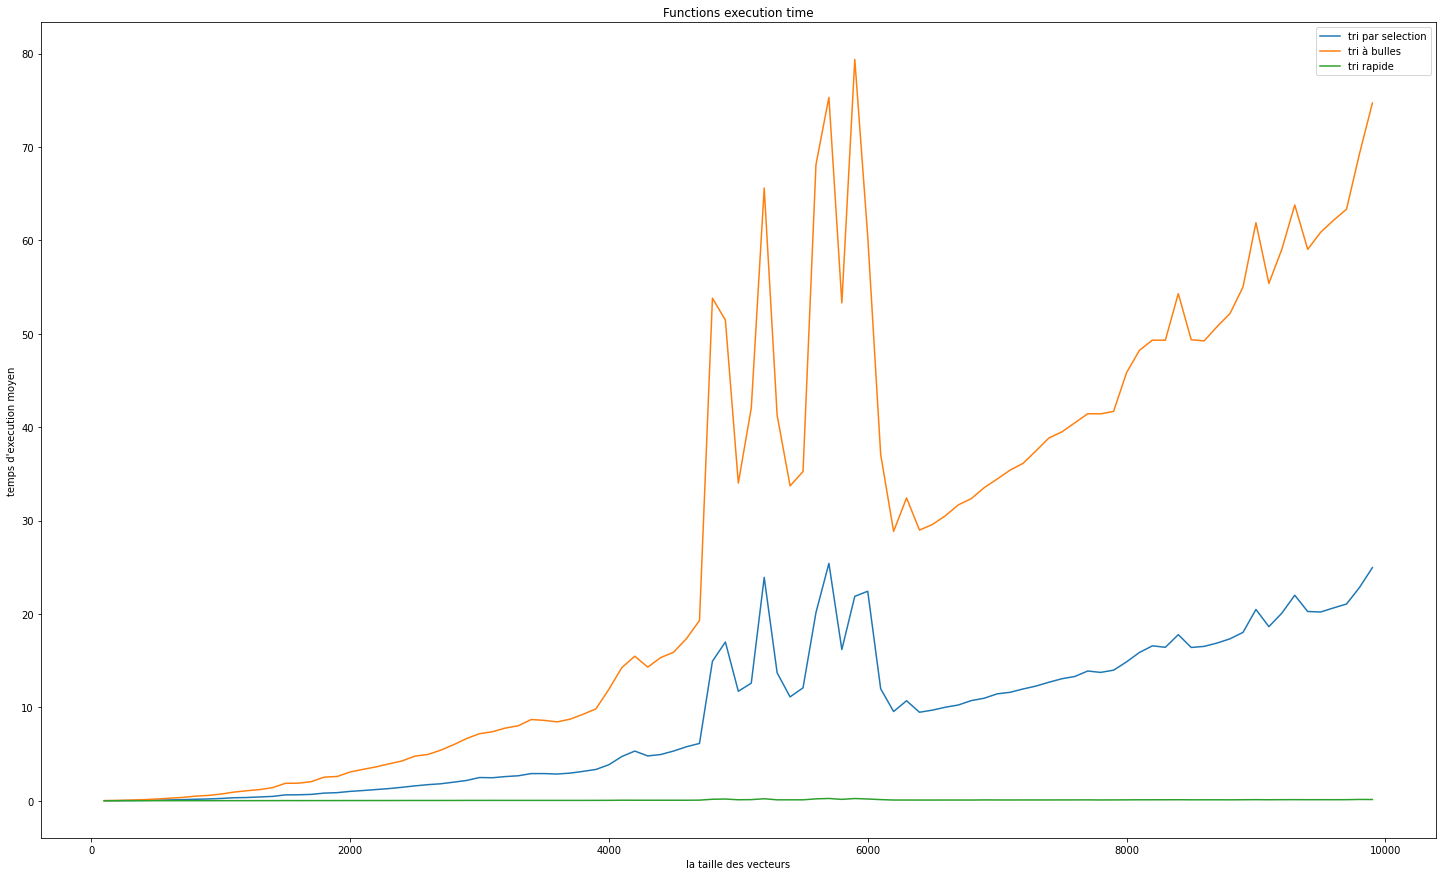 Functions execution time
tri par selection
tri à bulles
tri rapide
80
70
60
50
40
30
20
10
0
temps d'execution moyen
0
2000
4000
6000
8000
10000
la taille des vecteurs